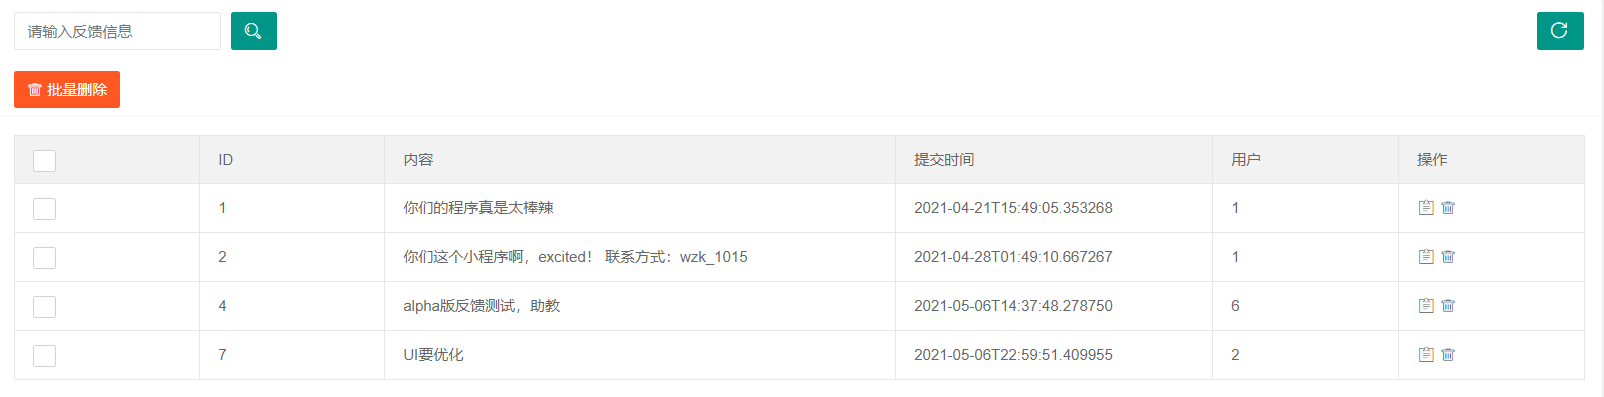 请输入反馈信息
批量删除
ID 内容 提交时间 用户 操作
1 你们的程序真是太棒辣 2021-04-21T15:49:05.353268 1
2 你们这个小程序啊，excited！ 联系方式：wzk_1015 2021-04-28T01:49:10.667267 1
4 alpha版反馈测试，助教 2021-05-06T14:37:48.278750 6
7 UI要优化 2021-05-06T22:59:51.409955 2